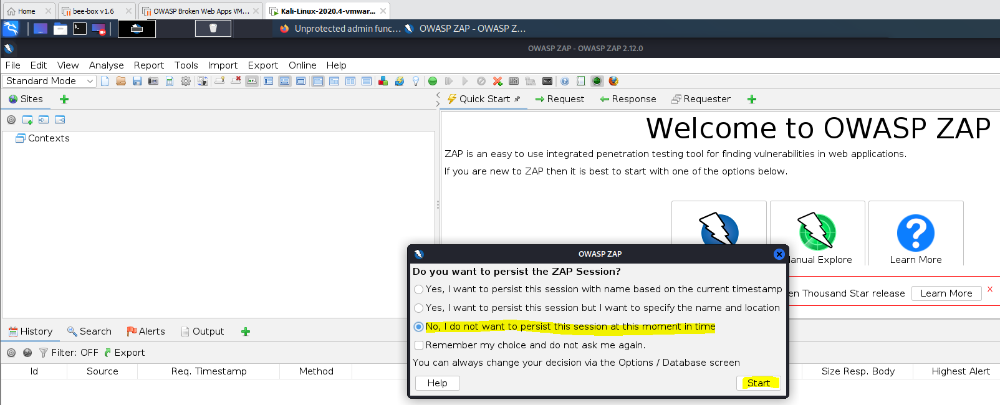 Home
bee-box v1.6
OWASP Broken Web Apps VM...
Kali-Linux-2020.4-vmwar...
Unprotected admin func...
OWASP ZAP - OWASP Z...
OWASP ZAP - OWASP ZAP 2.12.0
File Edit View Analyse Report Tools Import Export Online Help
Standard Mode
Sites
Quick Start
Request
Response
Requester
Contexts
Welcome to OWASP ZAP
ZAP is an easy to use integrated penetration testing tool for finding vulnerabilities in web applications.
If you are new to ZAP then it is best to start with one of the options below.
anual Explore
Learn More
en Thousand Star release
Learn More
X
OWASP ZAP
Do you want to persist the ZAP Session?
Yes, I want to persist this session with name based on the current timestamp
Yes, I want to persist this session but I want to specify the name and location
No, I do not want to persist this session at this moment in time
Remember my choice and do not ask me again.
You can always change your decision via the Options / Database screen
Help
Start
History
Search
Alerts
Output
Filter: OFF
Export
Id
Source
Req. Timestamp
Method
Size Resp. Body
Highest Alert